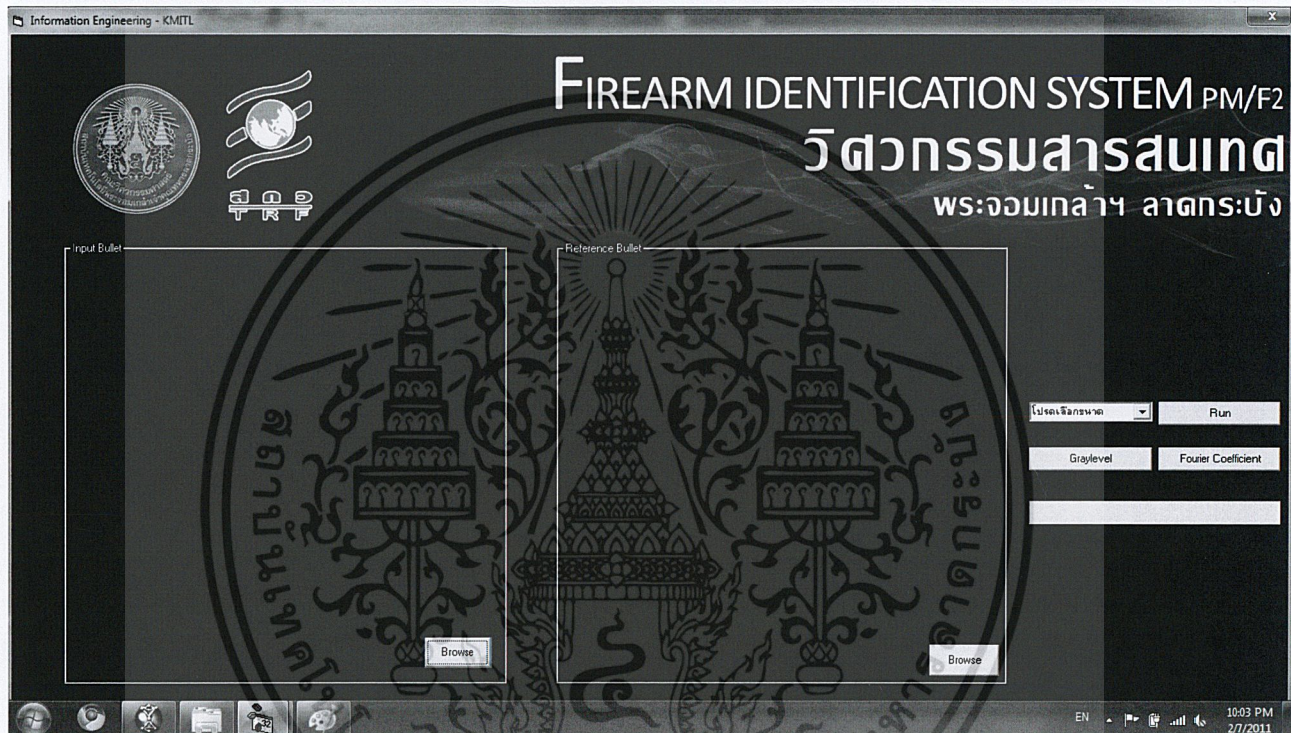 Information Engineering - KMITL
x
FIREARM IDENTIFICATION SYSTEM PM/F2
วิศวกรรมสารสนเทศ
พระจอมเกล้าฯ ลาดกระบัง
สกว
TRF
Input Bullet
Reference Bullet
โปรดเลือกขนาด
Run
Graylevel
Fourier Coefficient
Browse
Browse
EN
10:03 PM
2/7/2011